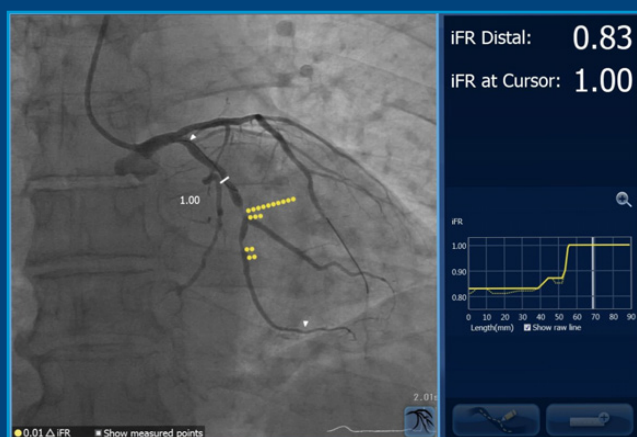 iFR Distal: 0.83
iFR at Cursor: 1.00
1.00
iFR
1.00
0.90
0.80
0 10 20 30 40 50 60 70 80 90
Length(mm) Show raw line
2.01s
0.01 △ iFR Show measured points